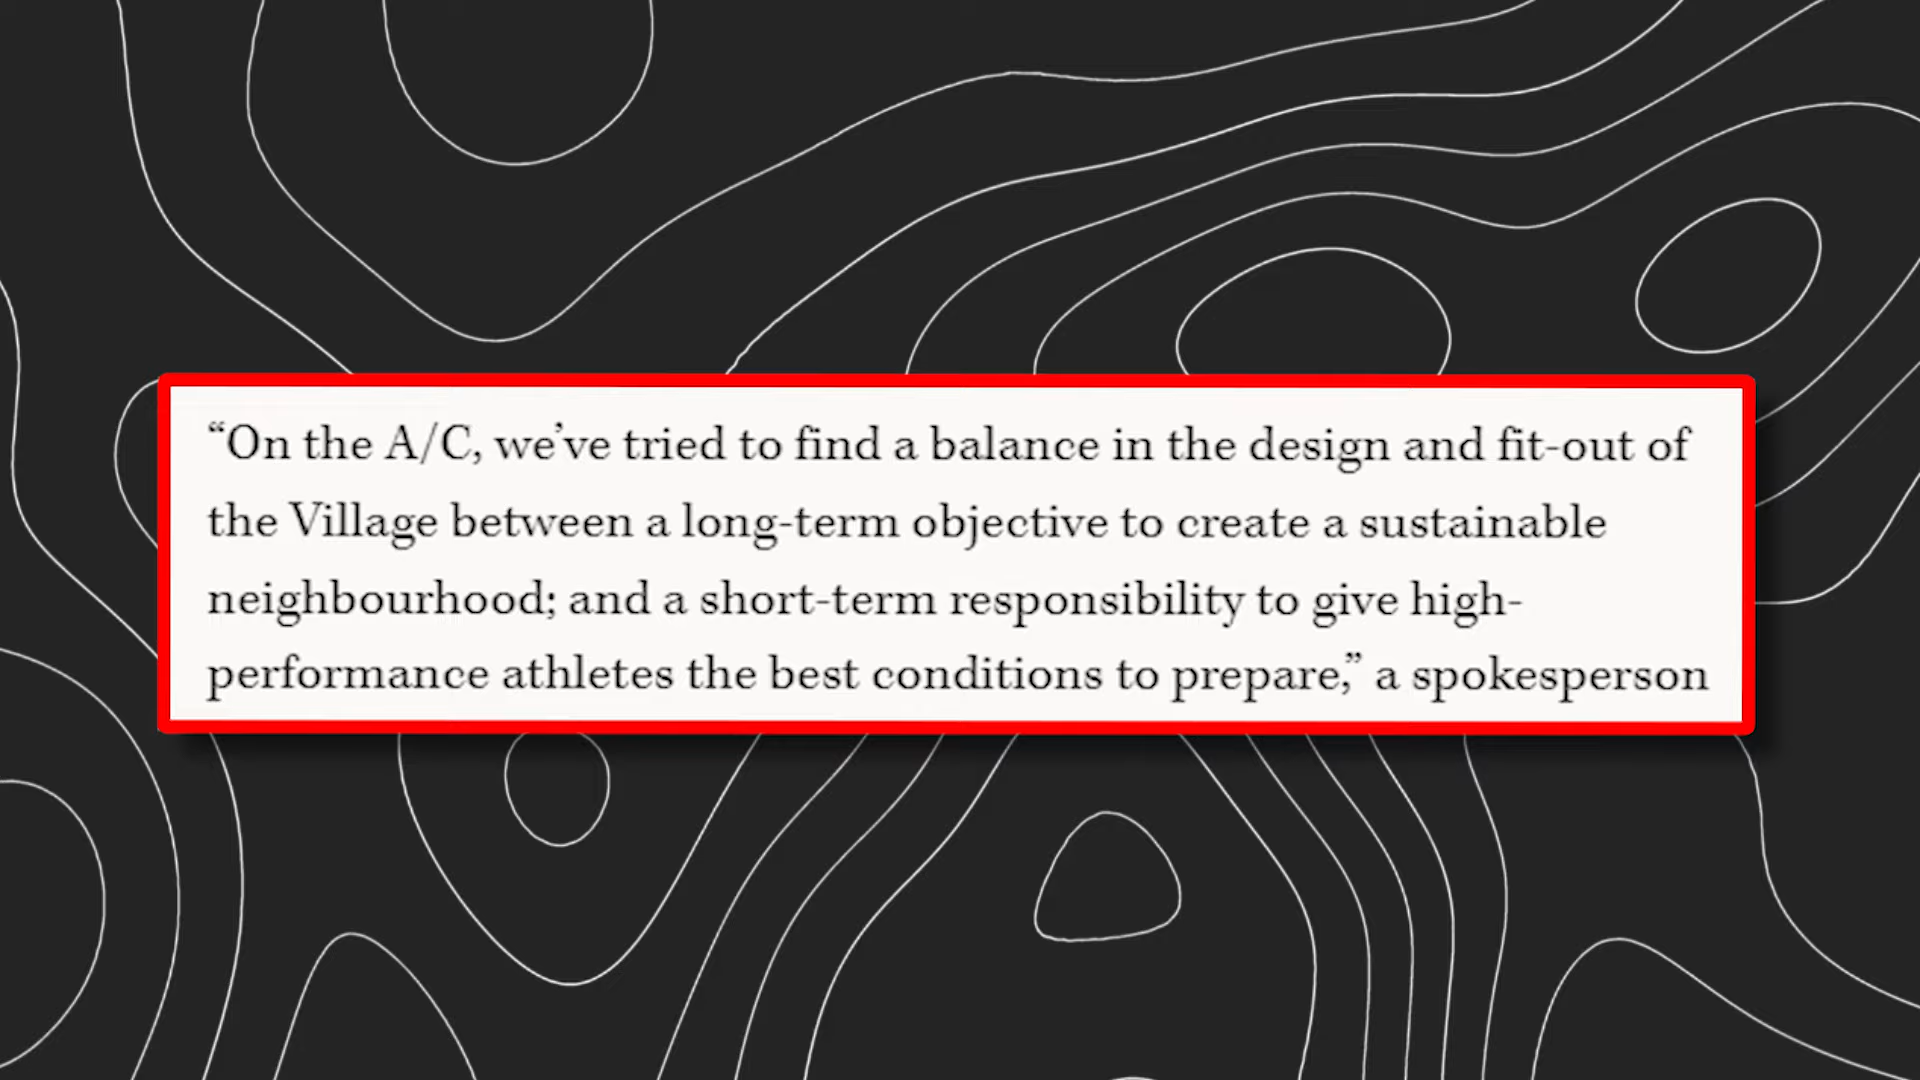 “On the A/C, we’ve tried to find a balance in the design and fit-out of
the Village between a long-term objective to create a sustainable
neighbourhood; and a short-term responsibility to give high-
performance athletes the best conditions to prepare,” a spokesperson